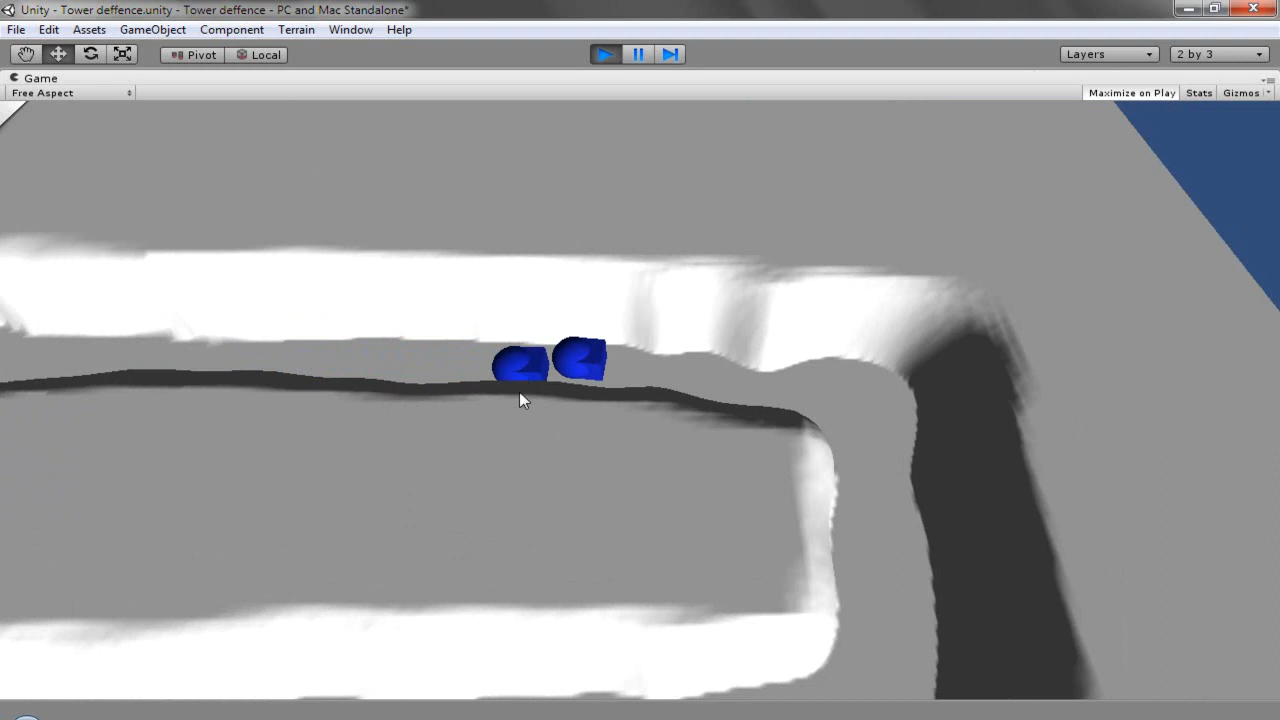 Unity - Tower deffence.unity - Tower deffence - PC and Mac Standalone*
File Edit Assets GameObject Component Terrain Window Help
Pivot Local Layers 2 by 3
Game
Free Aspect Maximize on Play Stats Gizmos